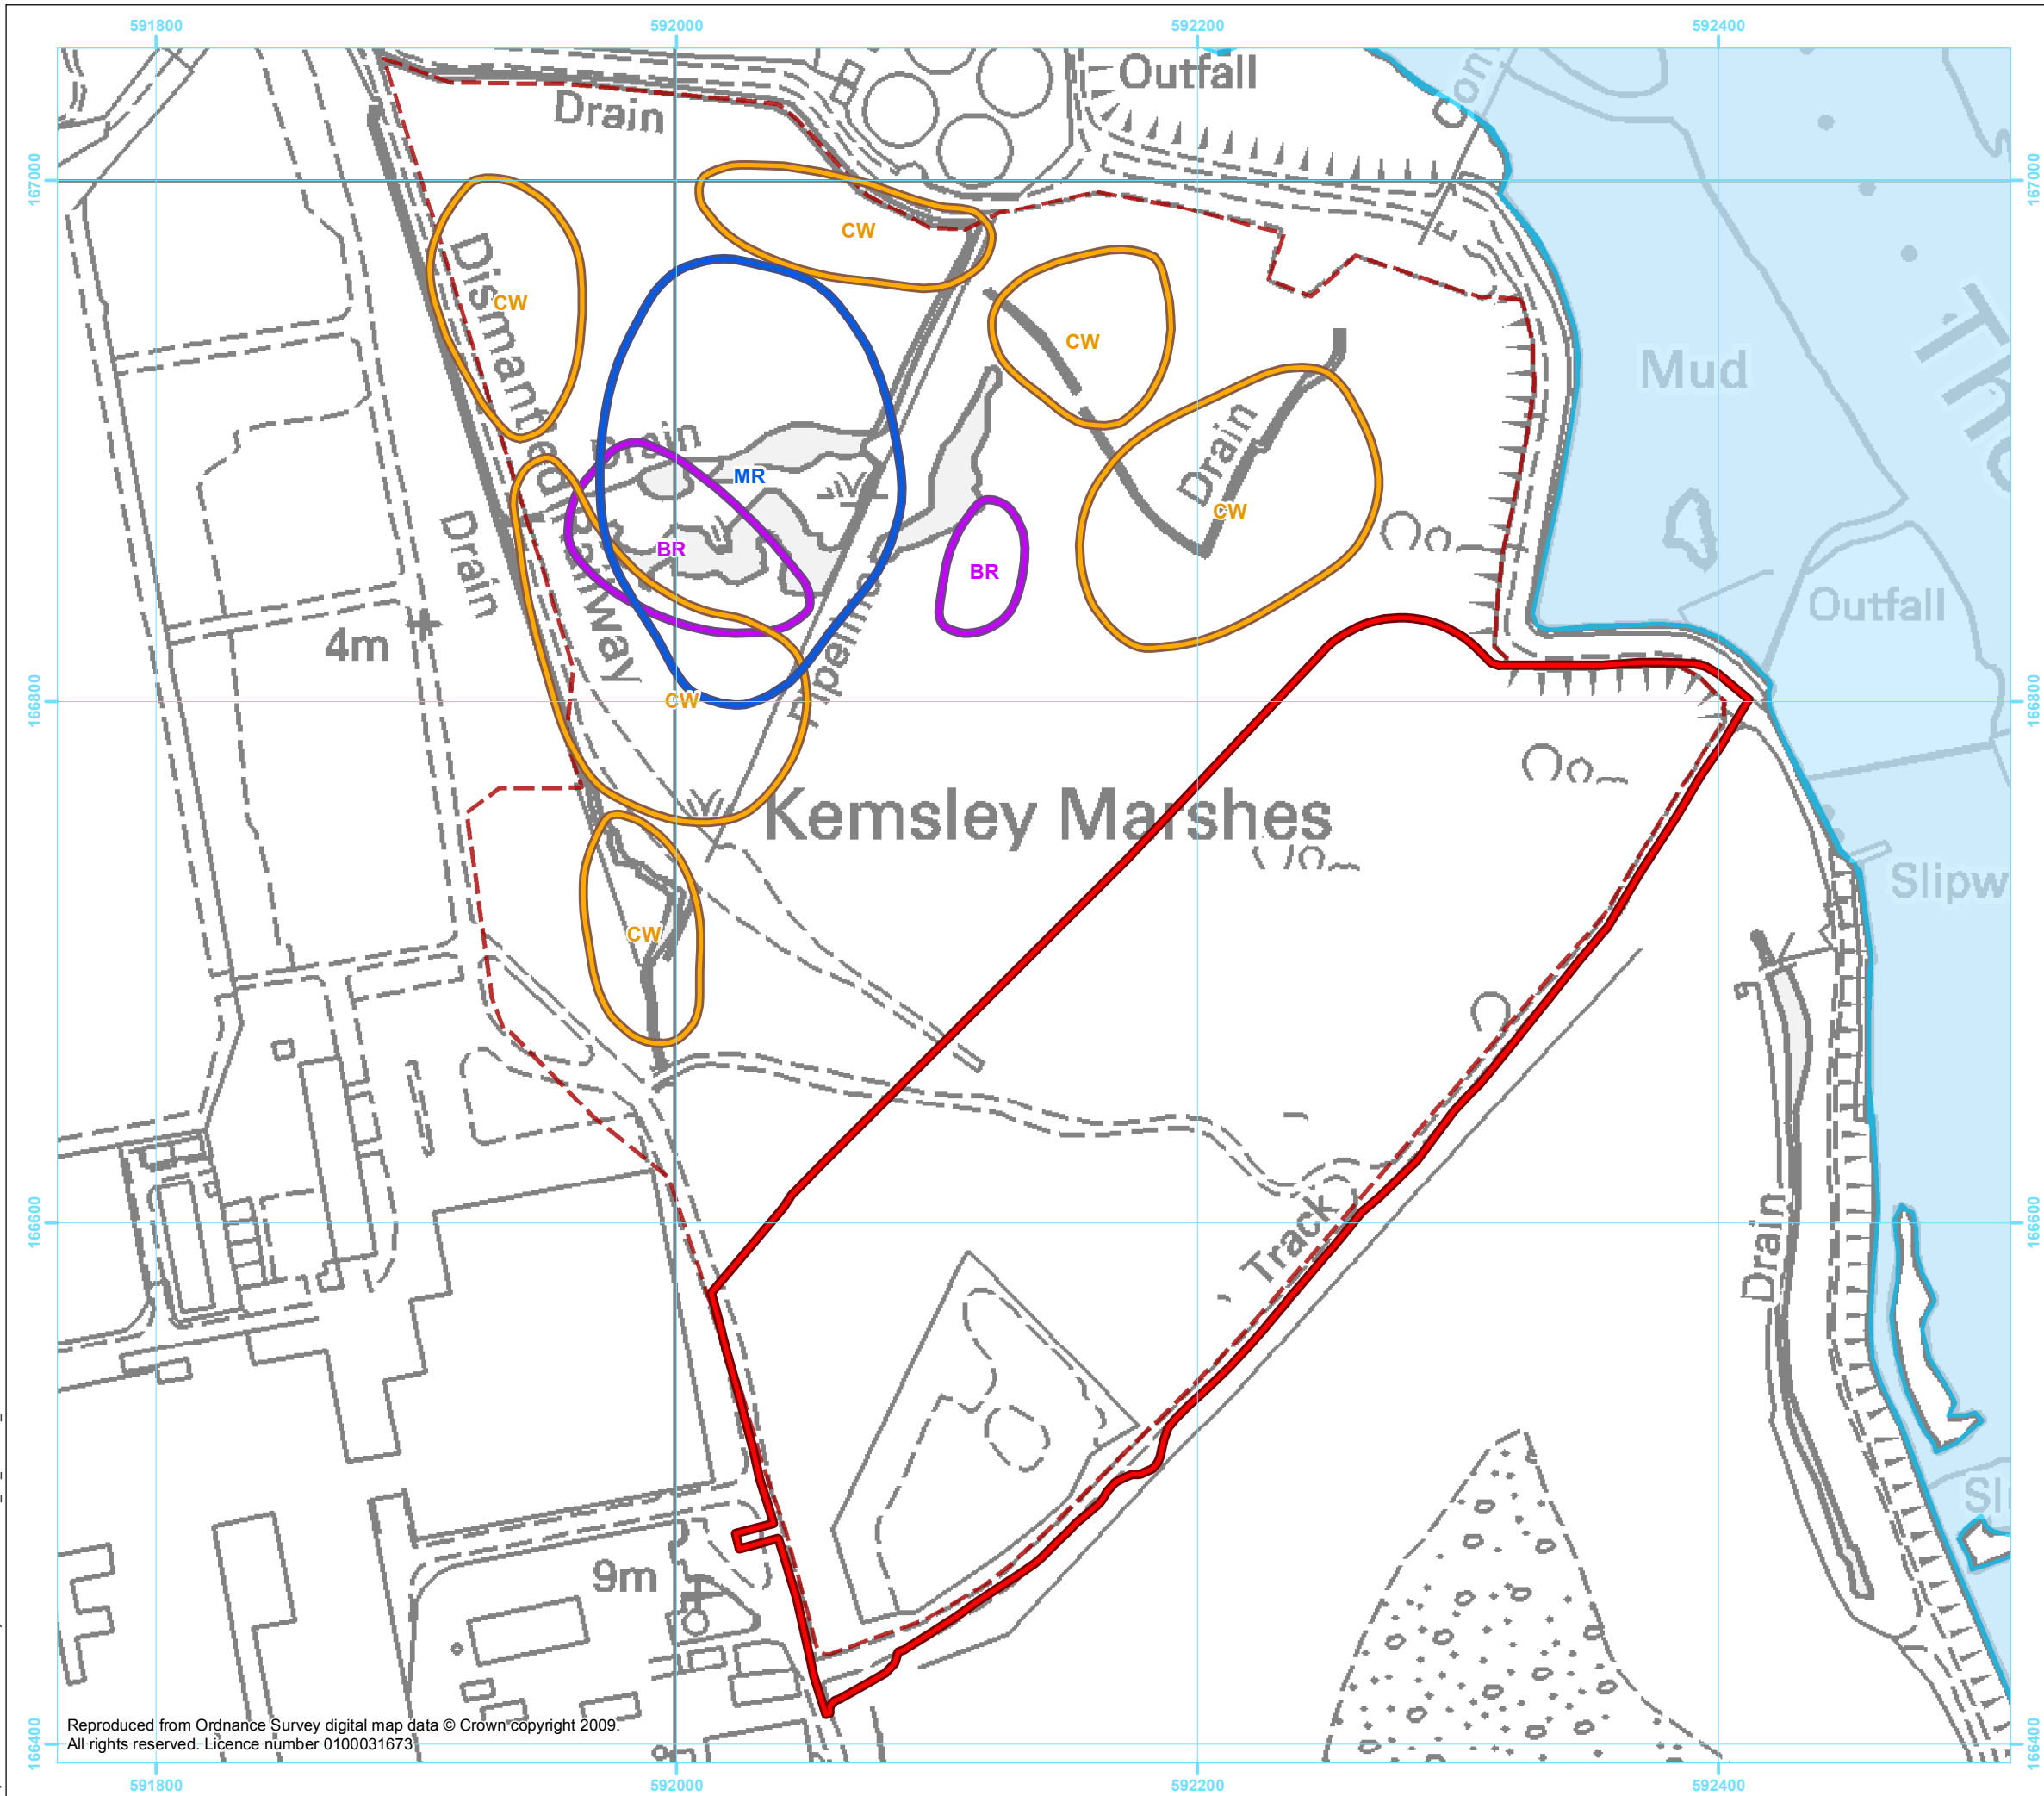 591800
592000
592200
592400
Outfall
Con
Drain
167000
167000
CW
CW
Dismantled Railway
CW
Mud
Drain
MR
Drain
CW
BR
BR
Drain
Outfall
4m
Pipeline
CW
166800
166800
Kemsley Marshes
Slipw
CW
166600
166600
Track
Drain
9m
Reproduced from Ordnance Survey digital map data © Crown copyright 2009.
All rights reserved. Licence number 0100031673
166400
166400
591800
592000
592200
592400